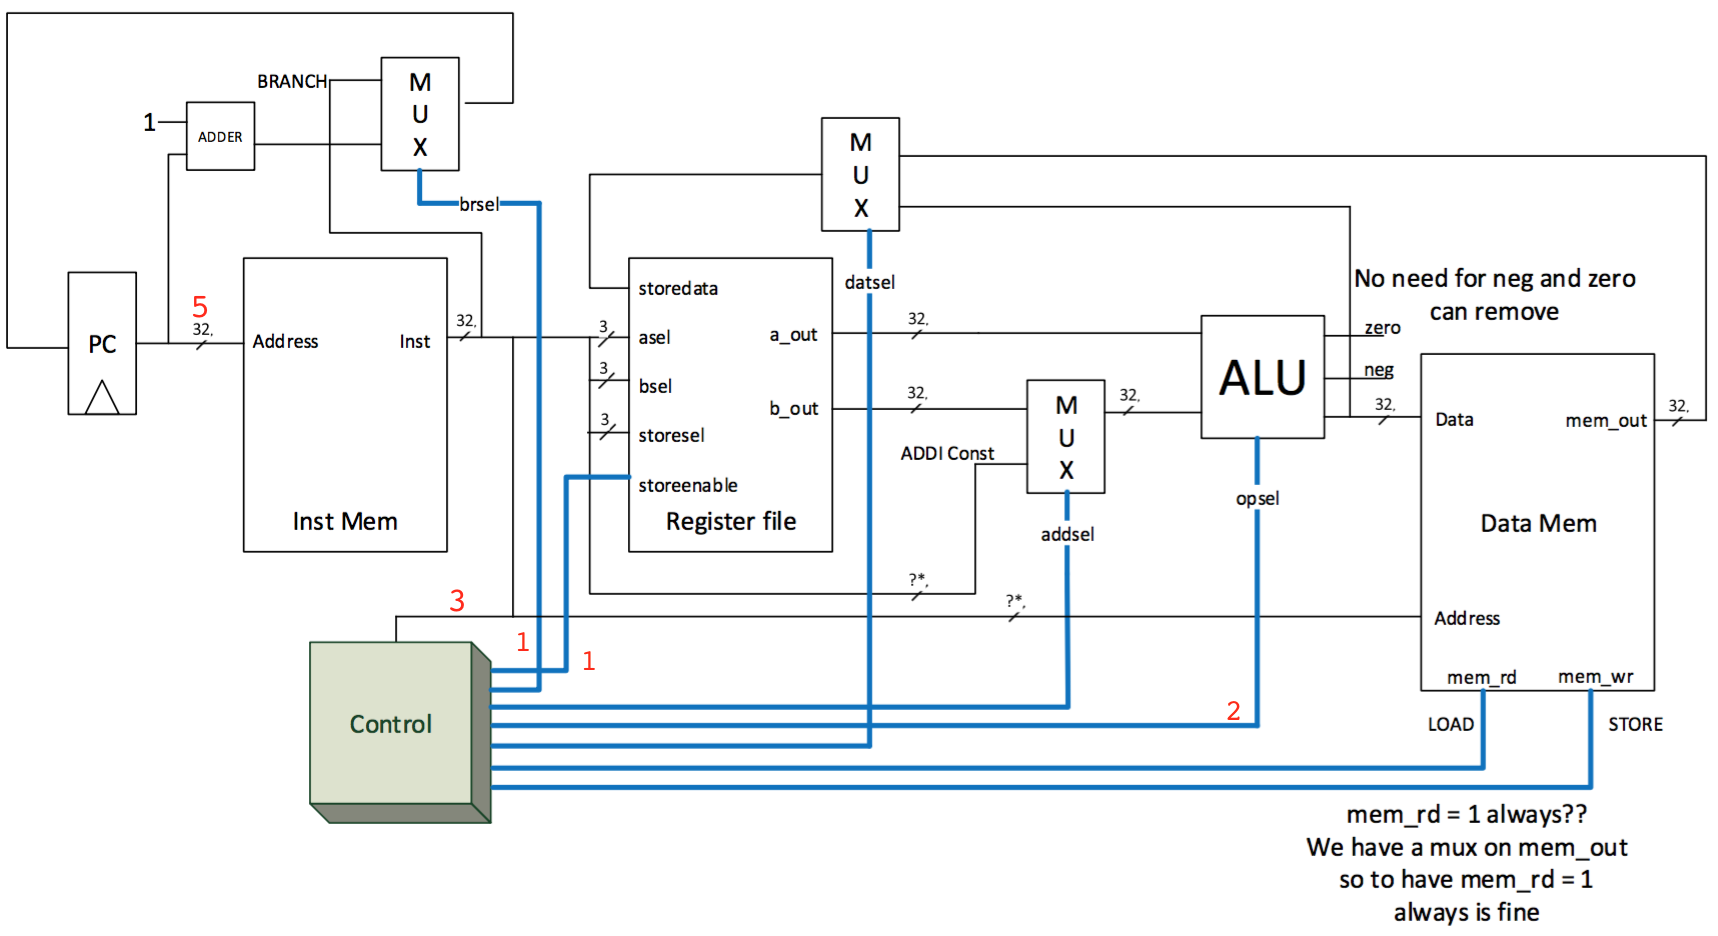 BRANCH
M
U
X
1
ADDER
brsel
PC
5
32,
Address
Inst
Inst Mem
32,
M
U
X
datsel
storedata
3
asel
3
bsel
3
storesel
storeenable
a_out
b_out
Register file
32,
32,
ADDI Const
M
U
X
addsel
32,
ALU
opsel
zero
neg
32,
No need for neg and zero
can remove
Data
mem_out
32,
Data Mem
Address
mem_rd
mem_wr
LOAD
STORE
?*,
?*,
3
1
1
2
Control
mem_rd = 1 always??
We have a mux on mem_out
so to have mem_rd = 1
always is fine